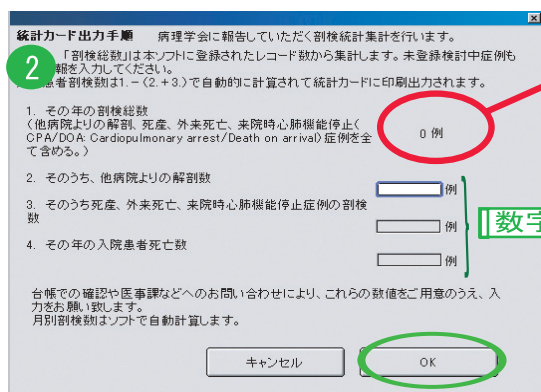 統計カード出力手順 病理学会に報告していただく剖検統計集計を行います。
「剖検総数」は本ソフトに登録されたレコード数から集計します。未登録検討中症例も
2
報を入力してください。
患者剖検数は1.－(2.＋3.)で自動的に計算されて統計カードに印刷出力されます。
1. その年の剖検総数
(他病院よりの解剖、死産、外来死亡、来院時心肺機能停止(
CPA/DOA: Cardiopulmonary arrest/Death on arrival)症例を全
て含める。)
0 例
2. そのうち、他病院よりの解剖数
例
3. そのうち死産、外来死亡、来院時心肺機能停止症例の剖検
数
例
数字
4. その年の入院患者死亡数
例
台帳での確認や医事課などへのお問い合わせにより、これらの数値をご用意のうえ、入
力をお願い致します。
月別剖検数はソフトで自動計算します。
キャンセル
OK